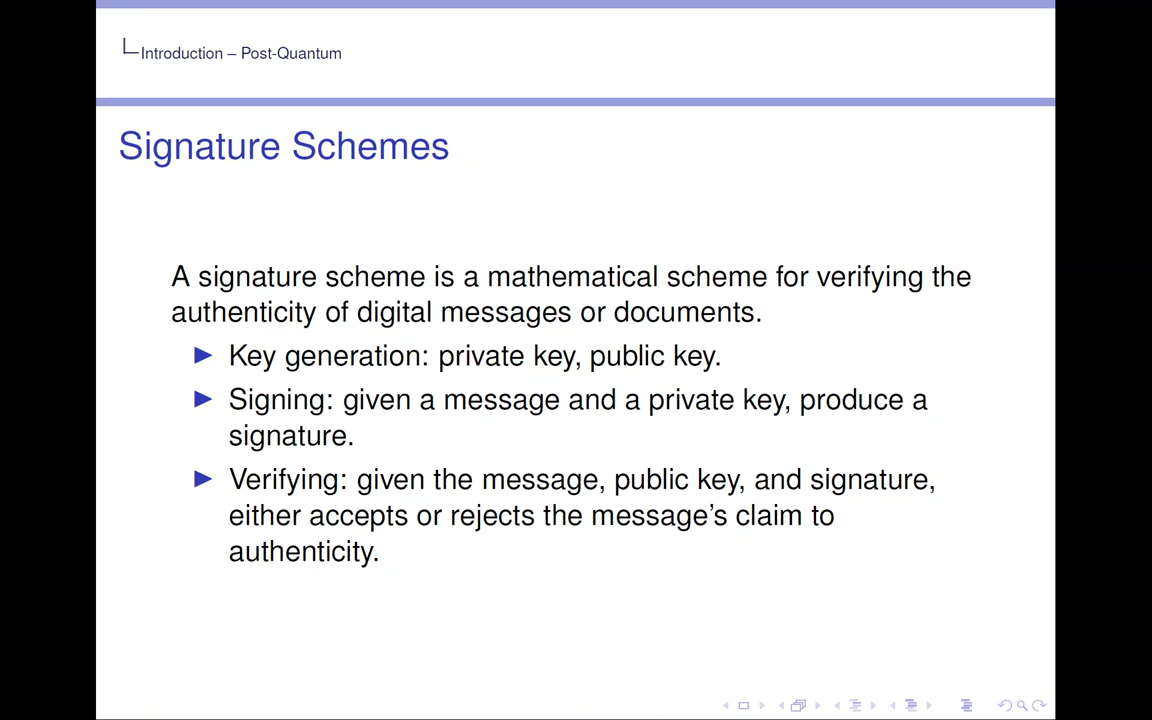 Introduction – Post-Quantum
Signature Schemes
A signature scheme is a mathematical scheme for verifying the
authenticity of digital messages or documents.
Key generation: private key, public key.
Signing: given a message and a private key, produce a
signature.
Verifying: given the message, public key, and signature,
either accepts or rejects the message's claim to
authenticity.